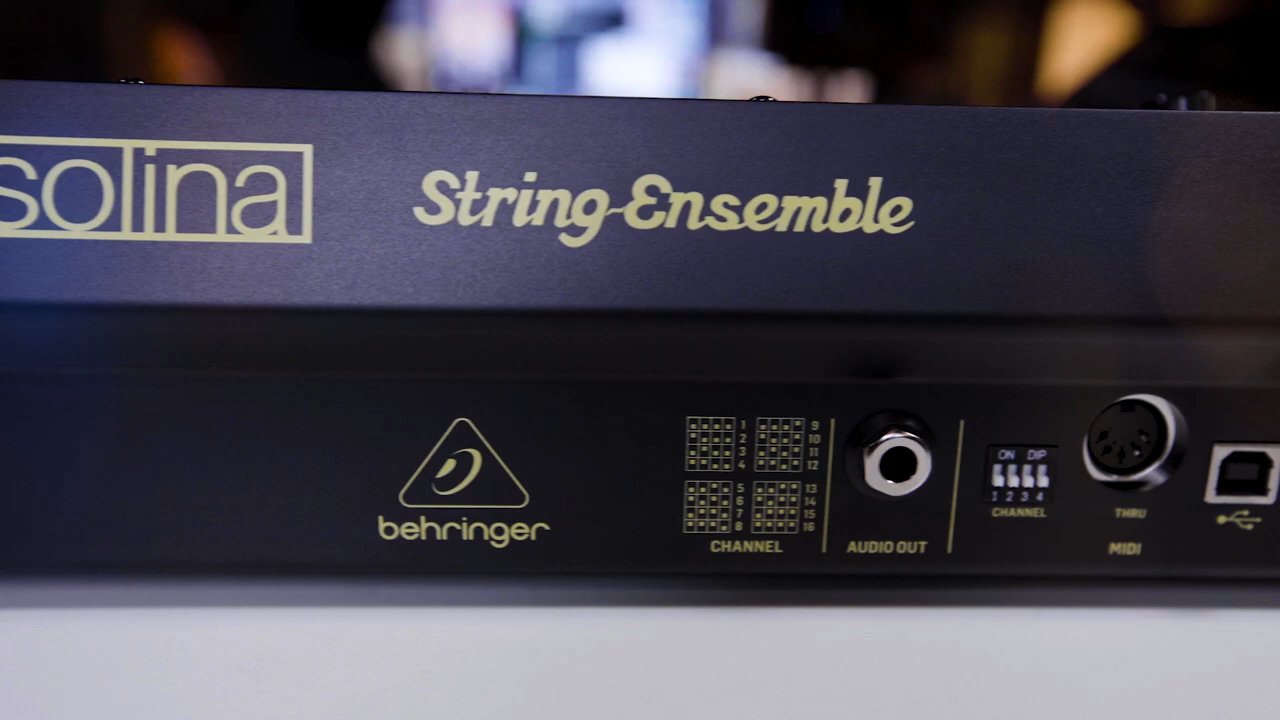 solina
String Ensemble
behringer
1 9
2 10
3 11
4 12
5 13
6 14
7 15
8 16
CHANNEL
AUDIO OUT
ON DIP
1 2 3 4
CHANNEL
THRU
MIDI